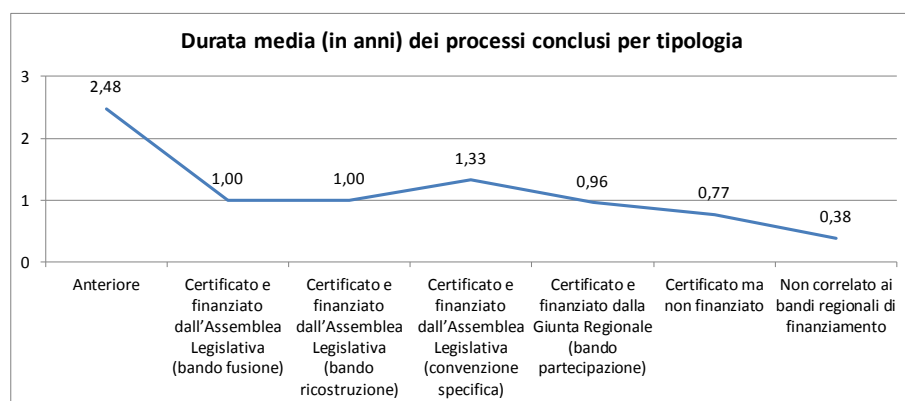 Durata media (in anni) dei processi conclusi per tipologia
3
2
1
0
2,48
1,00
1,00
1,33
0,96
0,77
0,38
Anteriore
Certificato e
finanziato
dall’Assemblea
Legislativa
(bando fusione)
Certificato e
finanziato
dall’Assemblea
Legislativa
(bando
ricostruzione)
Certificato e
finanziato
dall’Assemblea
Legislativa
(convenzione
specifica)
Certificato e
finanziato dalla
Giunta Regionale
(bando
partecipazione)
Certificato ma
non finanziato
Non correlato ai
bandi regionali di
finanziamento